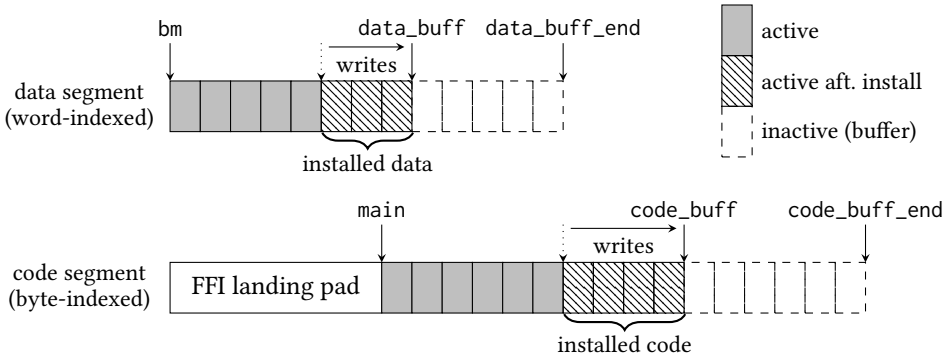 bm
data_buff
data_buff_end
writes
data segment
(word-indexed)
installed data
active
active aft. install
inactive (buffer)
main
code_buff
code_buff_end
writes
code segment
(byte-indexed)
FFI landing pad
installed code